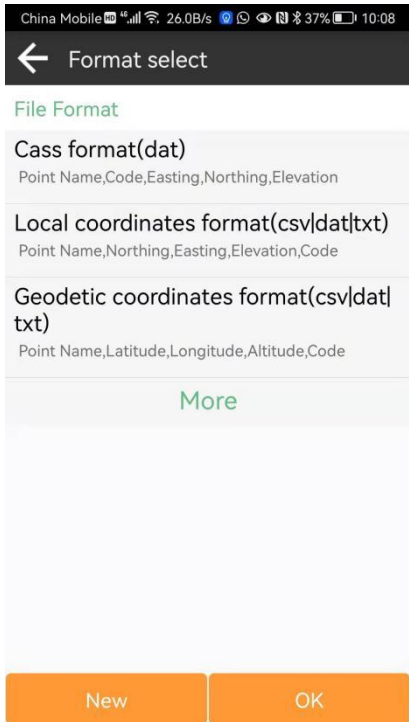 China Mobile HD 4G 26.0B/s 37% 10:08
Format select
File Format
Cass format(dat)
Point Name,Code,Easting,Northing,Elevation
Local coordinates format(csv|dat|txt)
Point Name,Northing,Easting,Elevation,Code
Geodetic coordinates format(csv|dat|
txt)
Point Name,Latitude,Longitude,Altitude,Code
More
New
OK